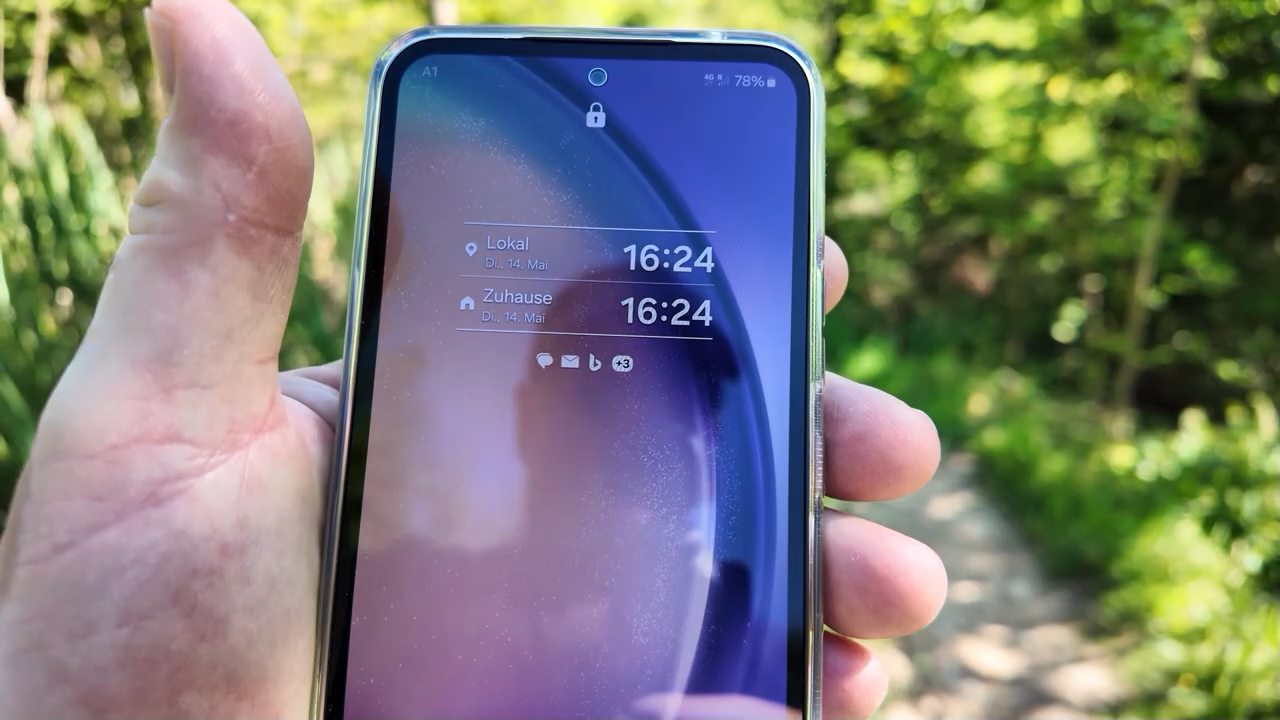 A1
4G R 78%
Lokal 16:24
Di., 14. Mai
Zuhause 16:24
Di., 14. Mai
+3